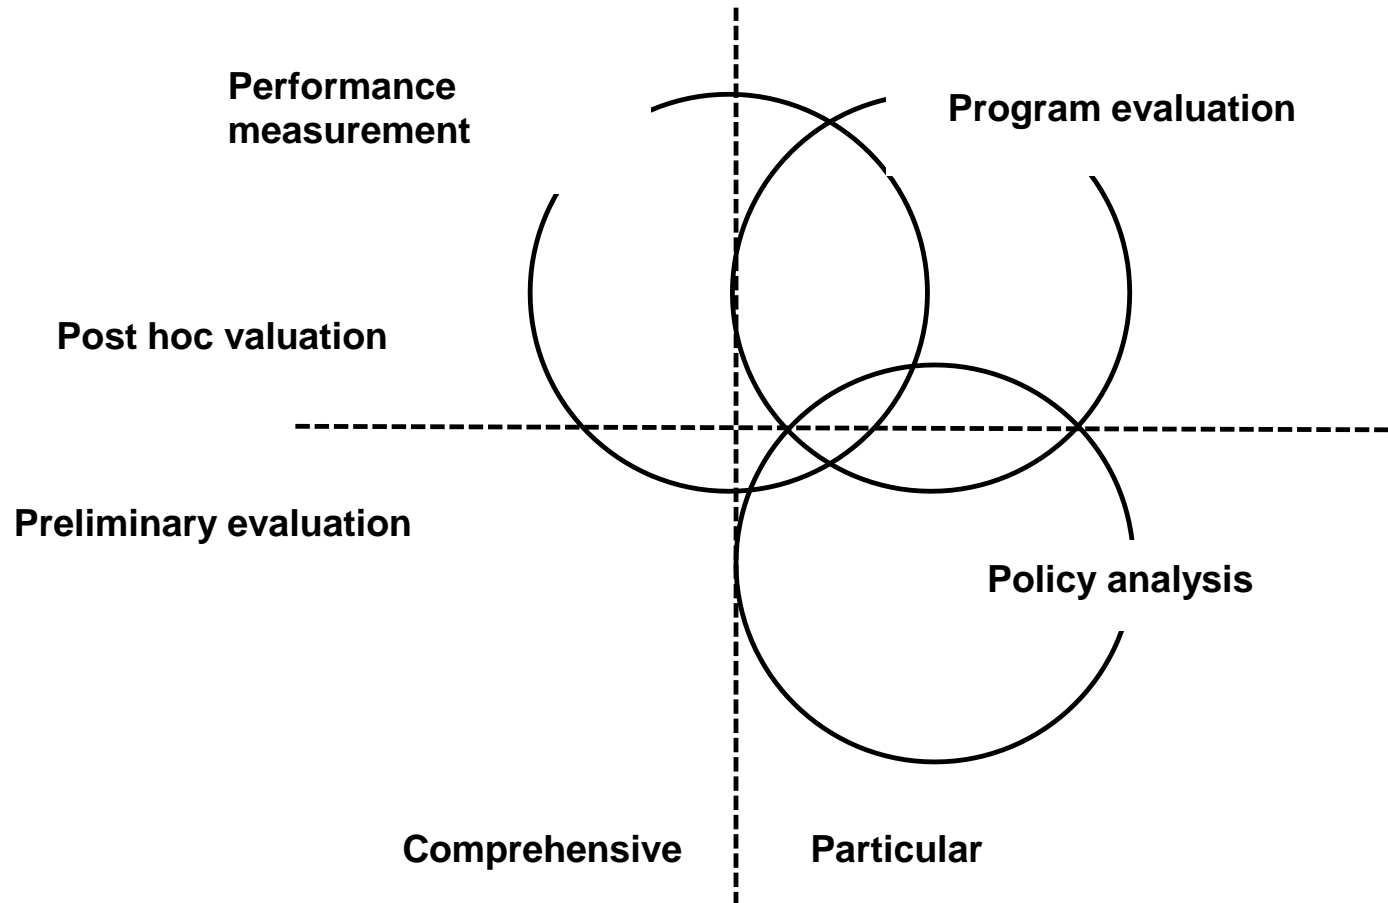 Performance
measurement
Program evaluation
Post hoc valuation
Preliminary evaluation
Policy analysis
Comprehensive
Particular